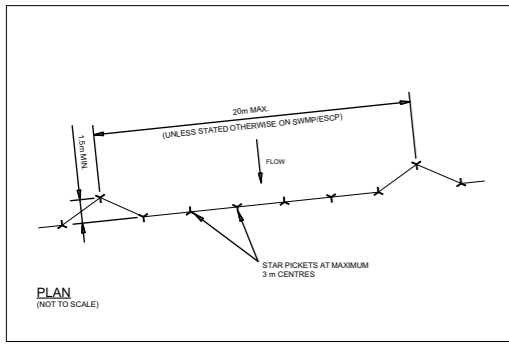 20m MAX.
(UNLESS STATED OTHERWISE ON SWMP/ESCP)
1.5m MIN.
FLOW
STAR PICKETS AT MAXIMUM
3 m CENTRES
PLAN
(NOT TO SCALE)